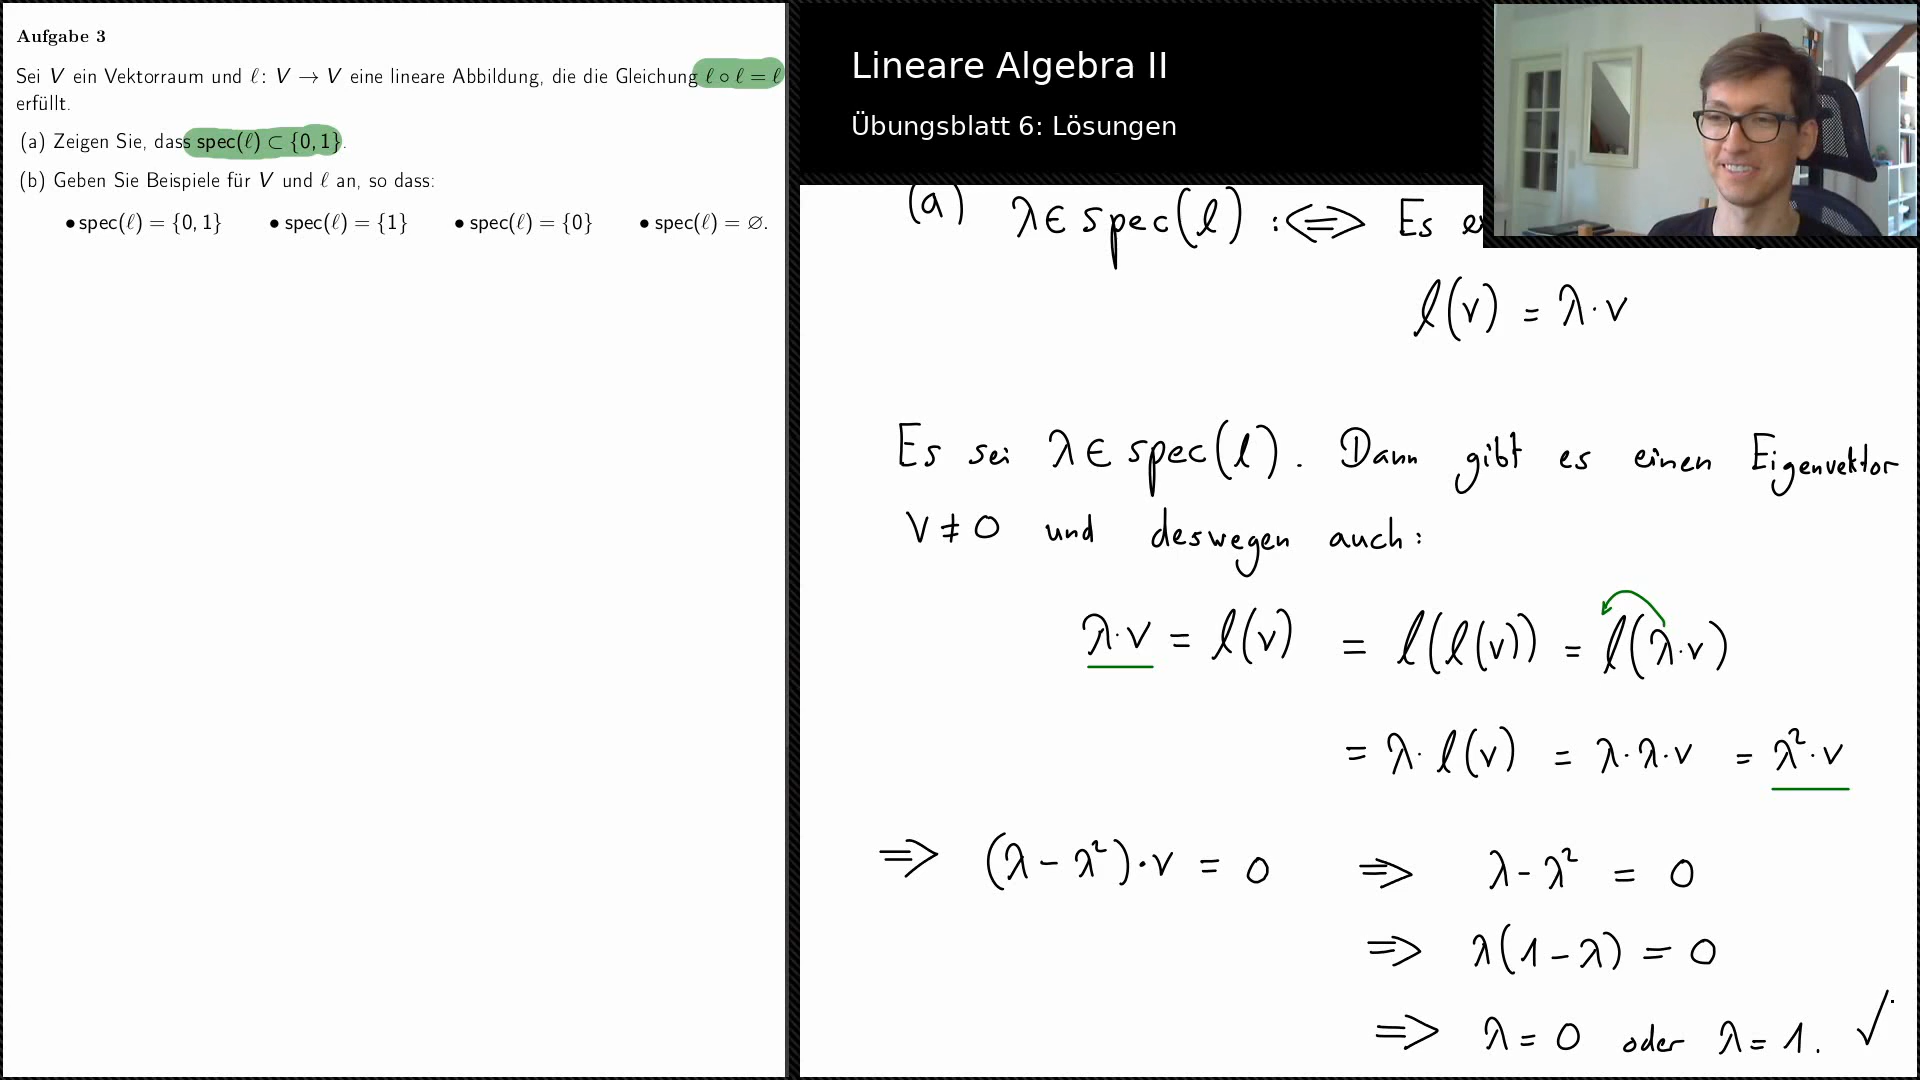 Aufgabe 3
Sei V ein Vektorraum und ℓ: V → V eine lineare Abbildung, die die Gleichung ℓ ∘ ℓ = ℓ
erfüllt.
(a) Zeigen Sie, dass spec(ℓ) ⊂ {0, 1}.
(b) Geben Sie Beispiele für V und ℓ an, so dass:
• spec(ℓ) = {0, 1} • spec(ℓ) = {1} • spec(ℓ) = {0} • spec(ℓ) = ∅.
Lineare Algebra II
Übungsblatt 6: Lösungen
(a) λ ∈ spec(ℓ) :⟺ Es
ℓ(v) = λ·v
Es sei λ ∈ spec(ℓ). Dann gibt es einen Eigenvektor
v ≠ 0 und deswegen auch:
λ·v = ℓ(v) = ℓ(ℓ(v)) = ℓ(λ·v)
= λ·ℓ(v) = λ·λ·v = λ²·v
⟹ (λ - λ²)·v = 0 ⟹ λ - λ² = 0
⟹ λ(1 - λ) = 0
⟹ λ = 0 oder λ = 1. ✓